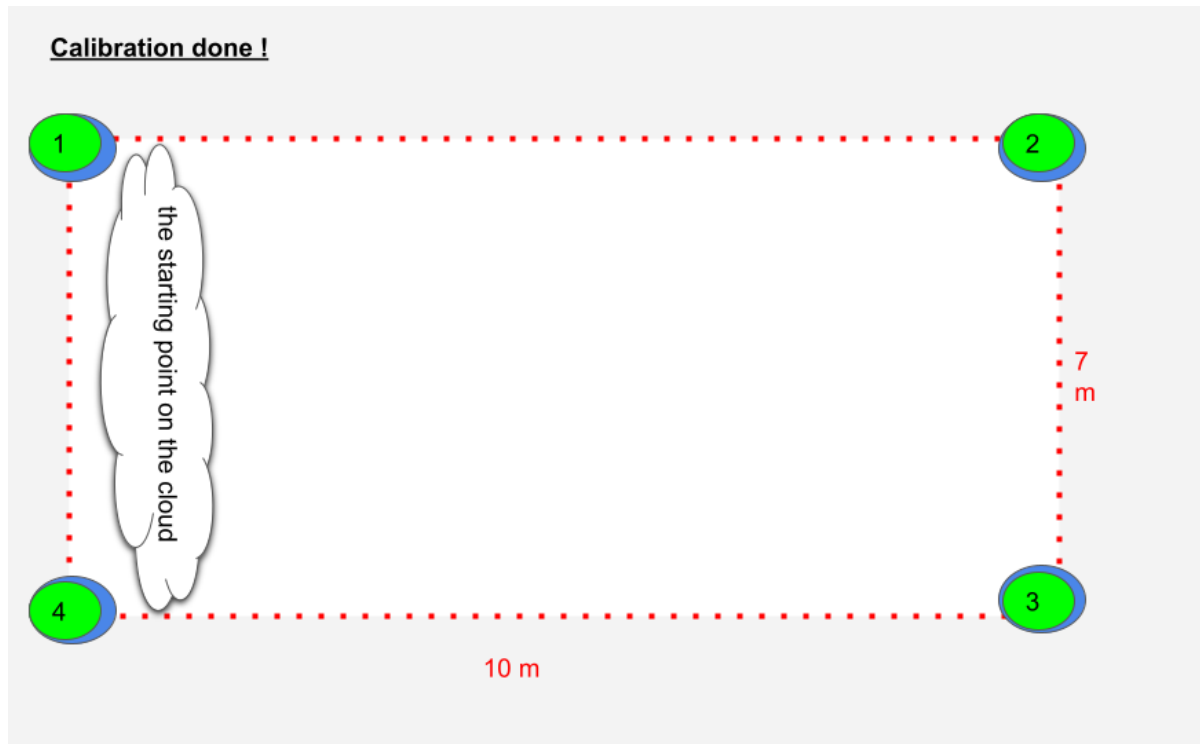 Calibration done !
1
2
the starting point on the cloud
7
m
4
3
10 m